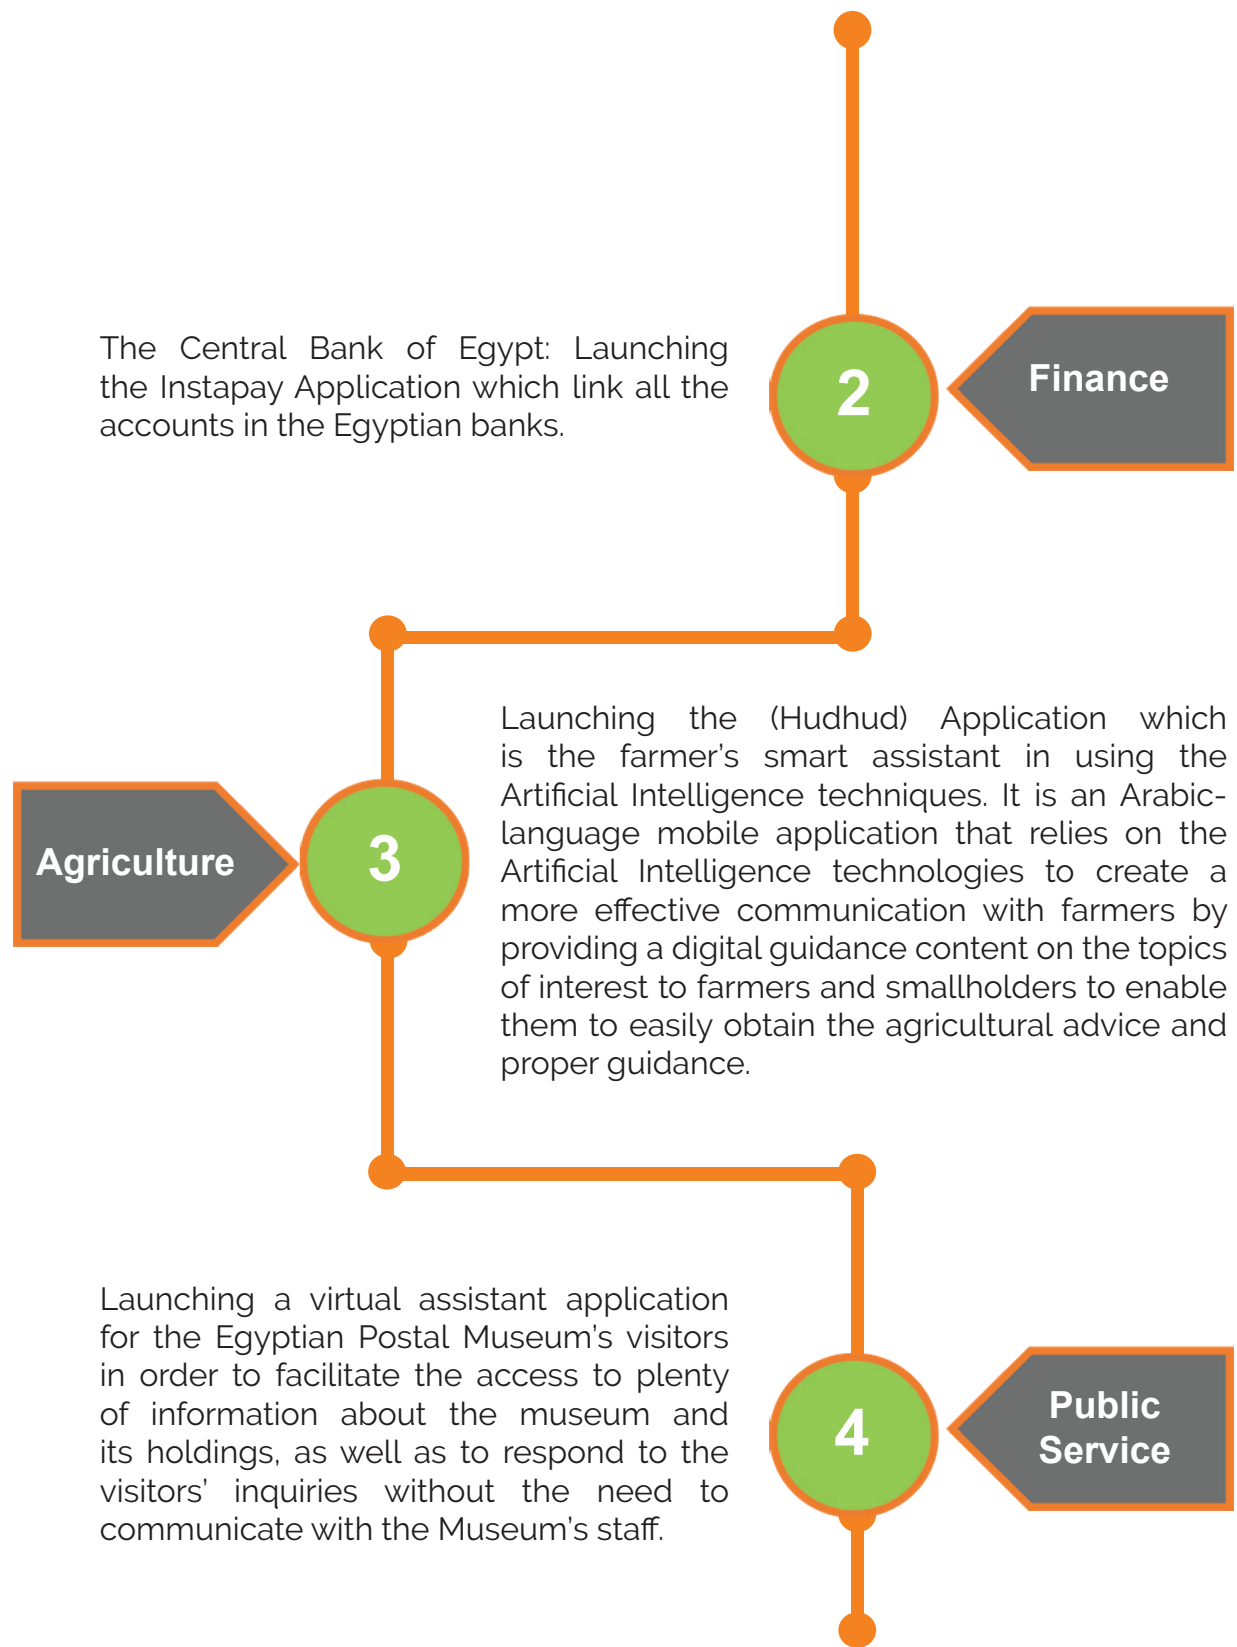 The Central Bank of Egypt: Launching
the Instapay Application which link all the
accounts in the Egyptian banks.
2
Finance
Launching the (Hudhud) Application which
is the farmer's smart assistant in using the
Artificial Intelligence techniques. It is an Arabic-
language mobile application that relies on the
Artificial Intelligence technologies to create a
more effective communication with farmers by
providing a digital guidance content on the topics
of interest to farmers and smallholders to enable
them to easily obtain the agricultural advice and
proper guidance.
Agriculture
3
Launching a virtual assistant application
for the Egyptian Postal Museum's visitors
in order to facilitate the access to plenty
of information about the museum and
its holdings, as well as to respond to the
visitors' inquiries without the need to
communicate with the Museum's staff.
4
Public
Service